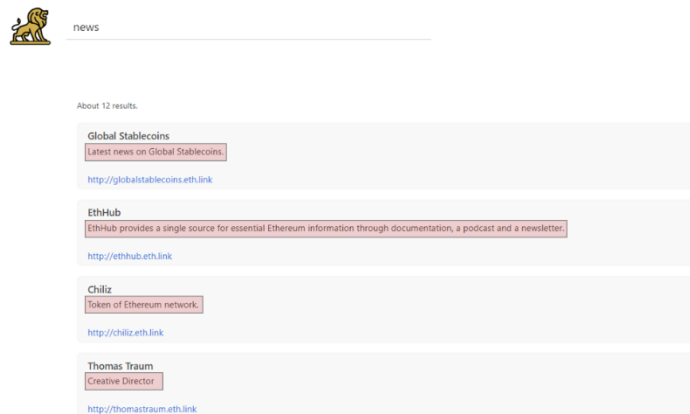 news
About 12 results.
Global Stablecoins
Latest news on Global Stablecoins.
http://globalstablecoins.eth.link
EthHub
EthHub provides a single source for essential Ethereum information through documentation, a podcast and a newsletter.
http://ethhub.eth.link
Chiliz
Token of Ethereum network.
http://chiliz.eth.link
Thomas Traum
Creative Director
http://thomastraum.eth.link